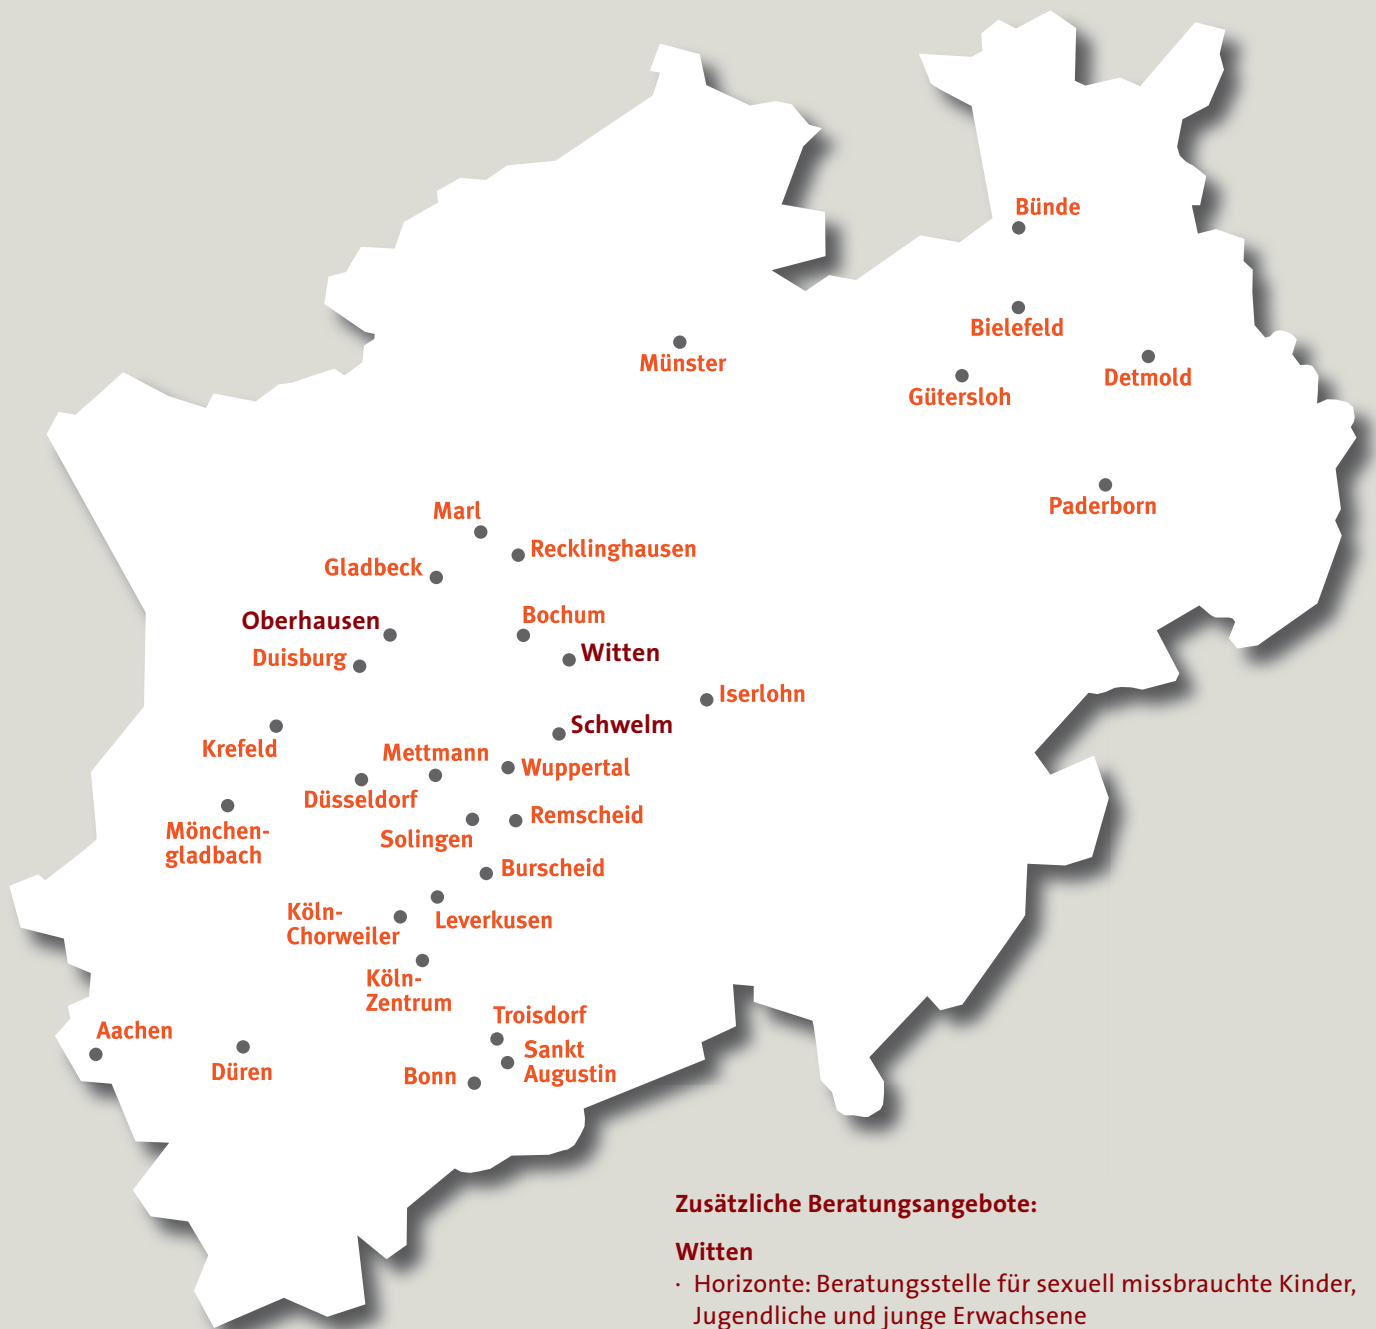 Bünde
Bielefeld
Münster
Detmold
Gütersloh
Paderborn
Marl
Recklinghausen
Gladbeck
Oberhausen
Bochum
Duisburg
Witten
Iserlohn
Schwelm
Krefeld
Mettmann
Wuppertal
Düsseldorf
Remscheid
Mönchen-
gladbach
Solingen
Burscheid
Köln-
Chorweiler
Leverkusen
Köln-
Zentrum
Troisdorf
Aachen
Sankt
Augustin
Düren
Bonn
Zusätzliche Beratungsangebote:
Witten
· Horizonte: Beratungsstelle für sexuell missbrauchte Kinder,
Jugendliche und junge Erwachsene